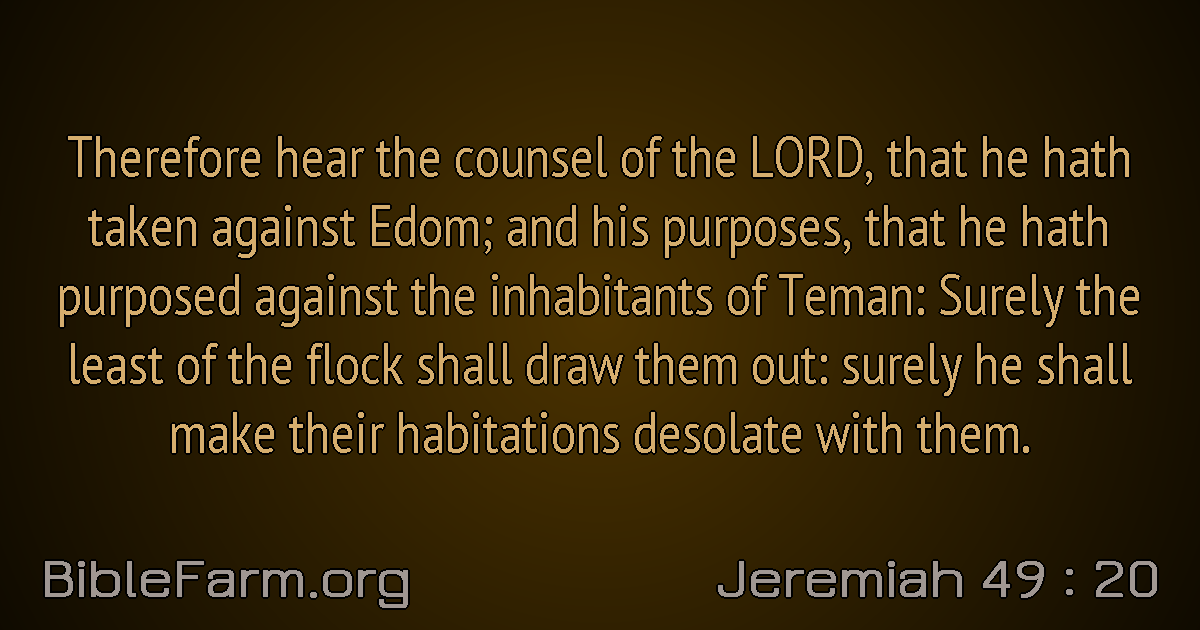 Therefore hear the counsel of the LORD, that he hath
taken against Edom; and his purposes, that he hath
purposed against the inhabitants of Teman: Surely the
least of the flock shall draw them out: surely he shall
make their habitations desolate with them.
BibleFarm.org
Jeremiah 49 : 20